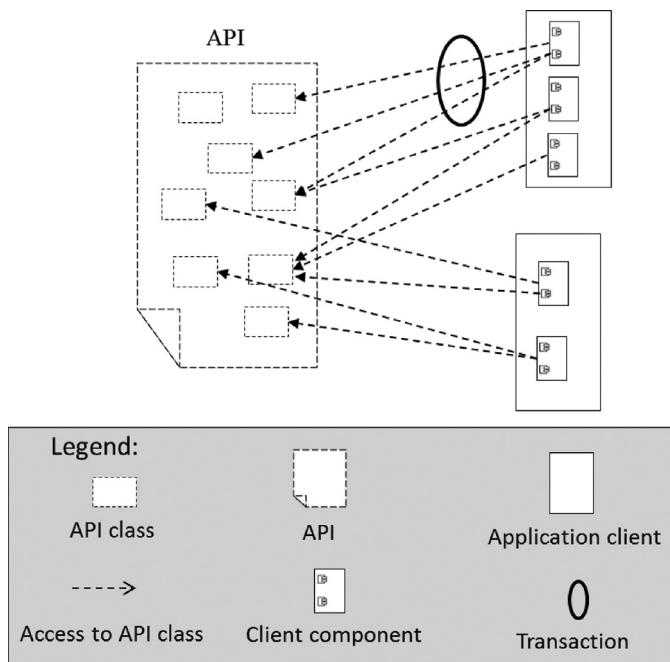 API
Legend:
API class
API
Application client
Access to API class
Client component
Transaction